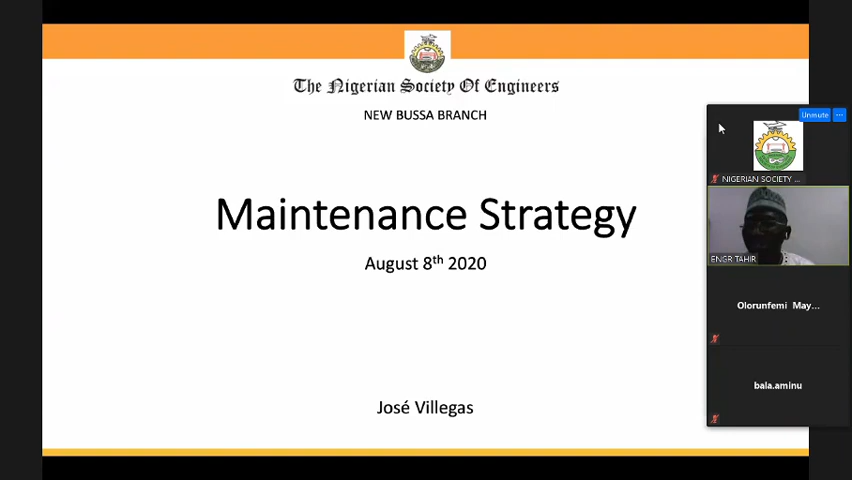 The Nigerian Society Of Engineers
NEW BUSSA BRANCH
Maintenance Strategy
August 8th 2020
José Villegas
Unmute
NIGERIAN SOCIETY ...
ENGR TAHIR
Olorunfemi May...
bala.aminu